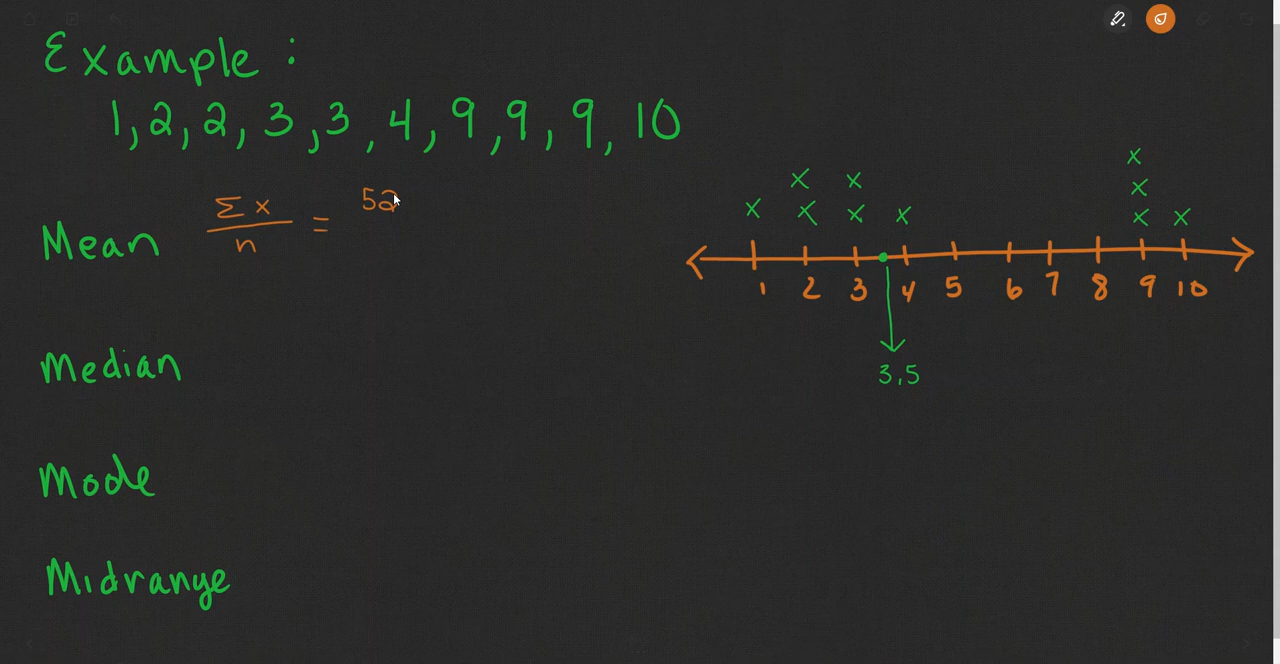 Example :
1, 2, 2, 3, 3, 4, 9, 9, 9, 10
Mean Σx/n = 52
x x x x x x x x x x
1 2 3 4 5 6 7 8 9 10
3.5
Median
Mode
Midrange